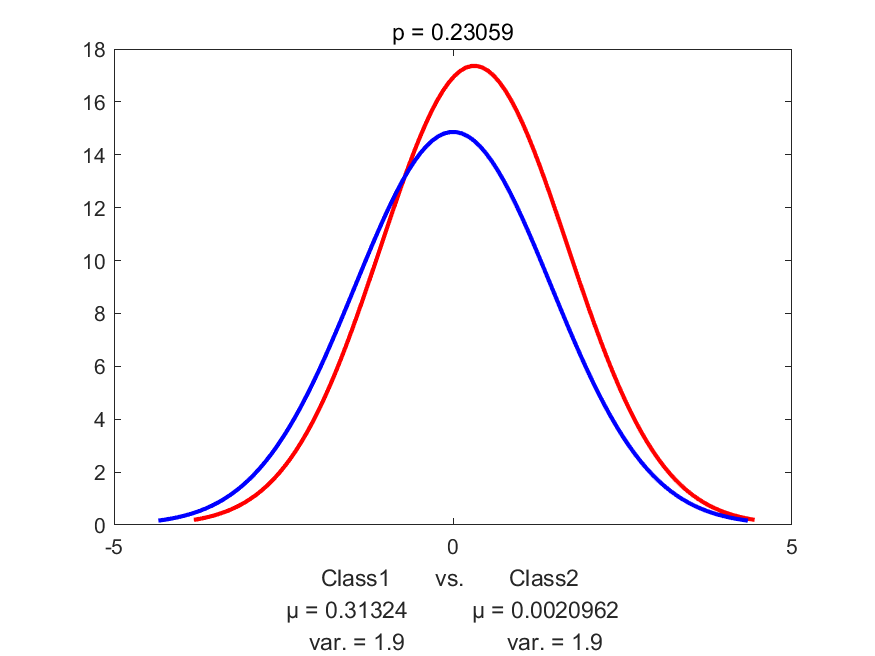 p = 0.23059
18
16
14
12
10
8
6
4
2
0
-5 0 5
Class1 vs. Class2
μ = 0.31324 μ = 0.0020962
var. = 1.9 var. = 1.9